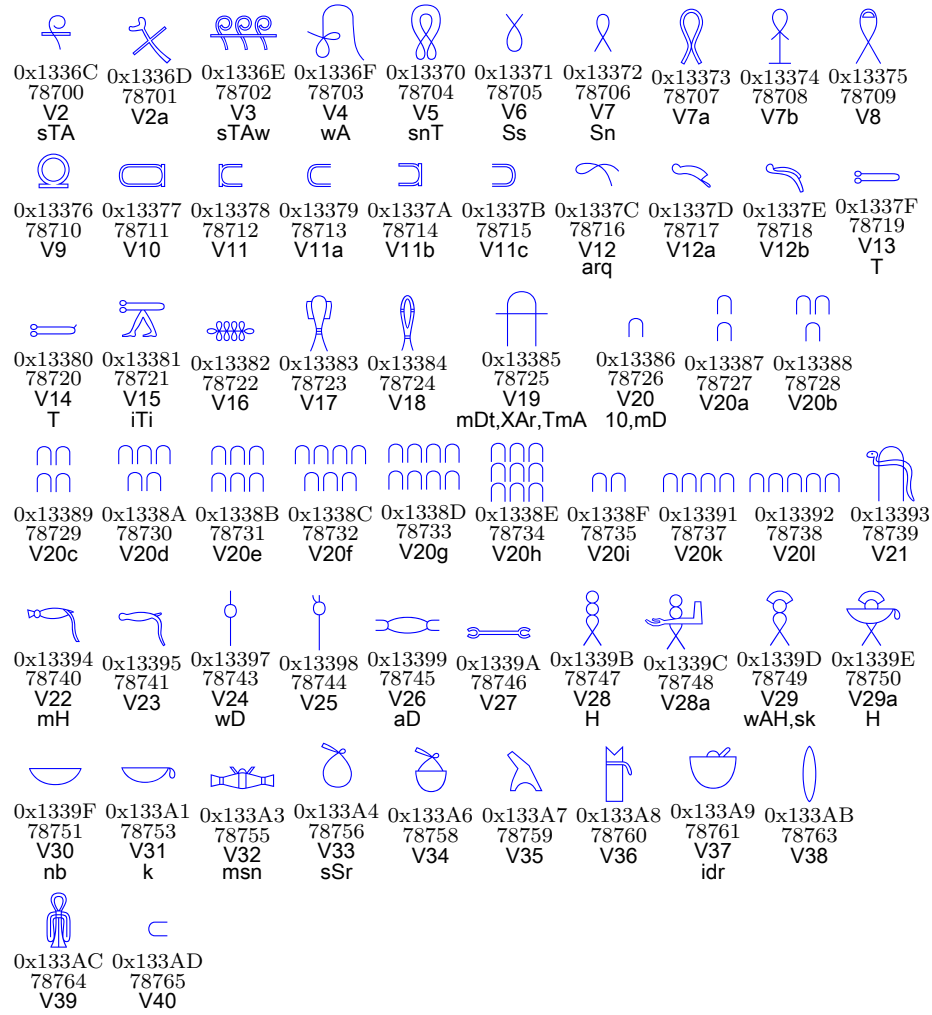 𓍬 𓍭 𓍮 𓍯 𓍰 𓍱 𓍲 𓍳 𓍴 𓍵
0x1336C 0x1336D 0x1336E 0x1336F 0x13370 0x13371 0x13372 0x13373 0x13374 0x13375
78700 78701 78702 78703 78704 78705 78706 78707 78708 78709
V2 V2a V3 V4 V5 V6 V7 V7a V7b V8
sTA sTAw wA snT Ss Sn
𓍶 𓍷 𓍸 𓍹 𓍺 𓍻 𓍼 𓍽 𓍾 𓍿
0x13376 0x13377 0x13378 0x13379 0x1337A 0x1337B 0x1337C 0x1337D 0x1337E 0x1337F
78710 78711 78712 78713 78714 78715 78716 78717 78718 78719
V9 V10 V11 V11a V11b V11c V12 V12a V12b V13
arq T
𓎀 𓎁 𓎂 𓎃 𓎄 𓎅 𓎆 𓎇 𓎈
0x13380 0x13381 0x13382 0x13383 0x13384 0x13385 0x13386 0x13387 0x13388
78720 78721 78722 78723 78724 78725 78726 78727 78728
V14 V15 V16 V17 V18 V19 V20 V20a V20b
T iTi mDt,XAr,TmA 10,mD
𓎉 𓎊 𓎋 𓎌 𓎍 𓎎 𓎏 𓎑 𓎒 𓎓
0x13389 0x1338A 0x1338B 0x1338C 0x1338D 0x1338E 0x1338F 0x13391 0x13392 0x13393
78729 78730 78731 78732 78733 78734 78735 78737 78738 78739
V20c V20d V20e V20f V20g V20h V20i V20k V20l V21
𓎔 𓎕 𓎗 𓎘 𓎙 𓎚 𓎛 𓎜 𓎝 𓎞
0x13394 0x13395 0x13397 0x13398 0x13399 0x1339A 0x1339B 0x1339C 0x1339D 0x1339E
78740 78741 78743 78744 78745 78746 78747 78748 78749 78750
V22 V23 V24 V25 V26 V27 V28 V28a V29 V29a
mH wD aD H wAH,sk H
𓎟 𓎡 𓎣 𓎤 𓎦 𓎧 𓎨 𓎩 𓎫
0x1339F 0x133A1 0x133A3 0x133A4 0x133A6 0x133A7 0x133A8 0x133A9 0x133AB
78751 78753 78755 78756 78758 78759 78760 78761 78763
V30 V31 V32 V33 V34 V35 V36 V37 V38
nb k msn sSr idr
𓎬 𓎭
0x133AC 0x133AD
78764 78765
V39 V40